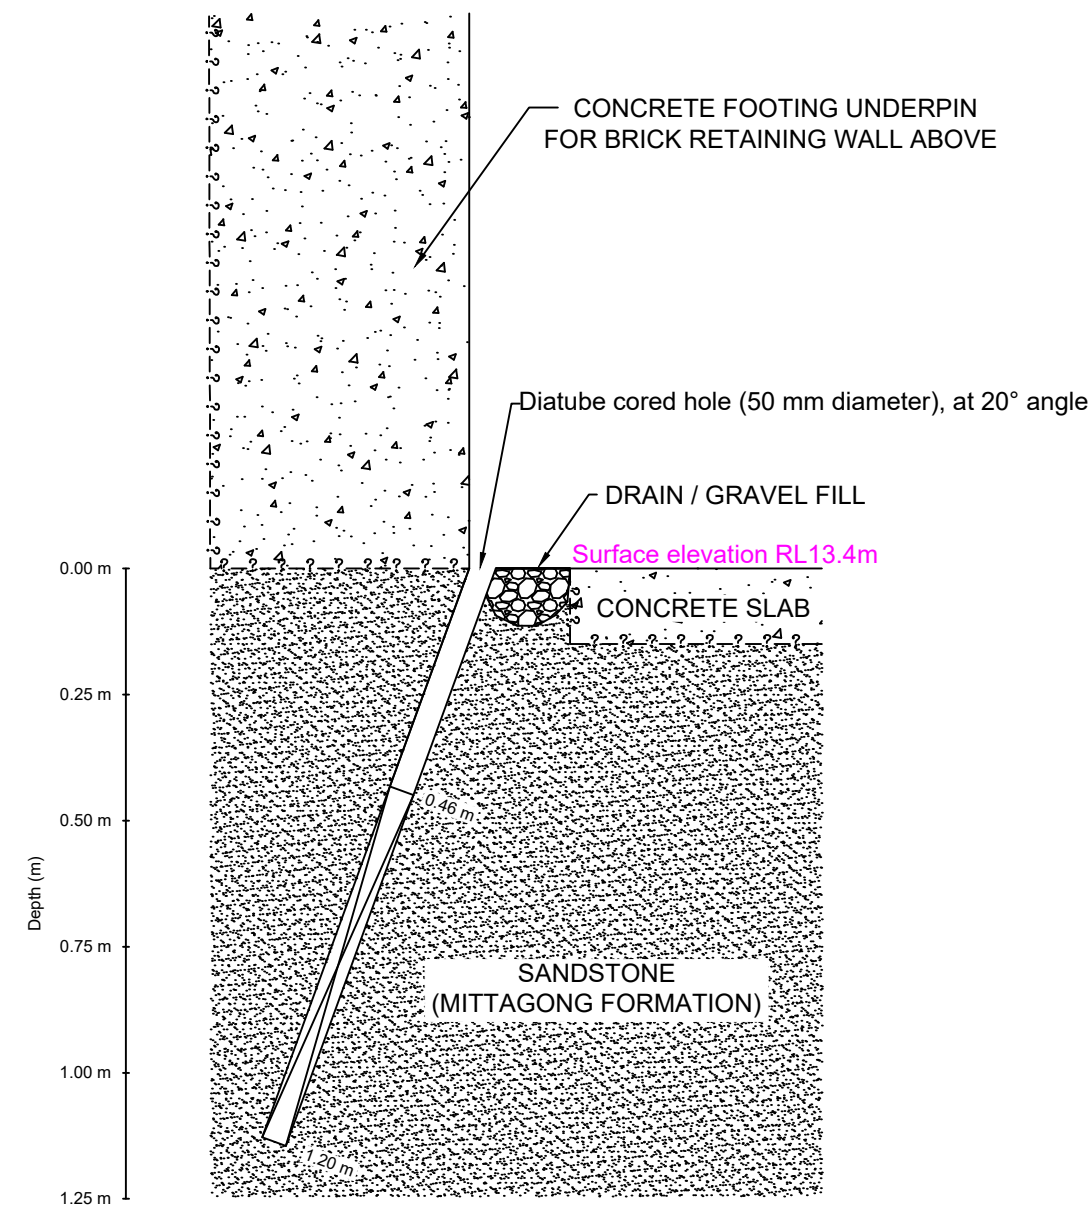 CONCRETE FOOTING UNDERPIN
FOR BRICK RETAINING WALL ABOVE
Diatube cored hole (50 mm diameter), at 20° angle
DRAIN / GRAVEL FILL
Surface elevation RL13.4m
CONCRETE SLAB
0.00 m
0.25 m
0.50 m
0.75 m
1.00 m
1.25 m
Depth (m)
0.46 m
SANDSTONE
(MITTAGONG FORMATION)
1.20 m